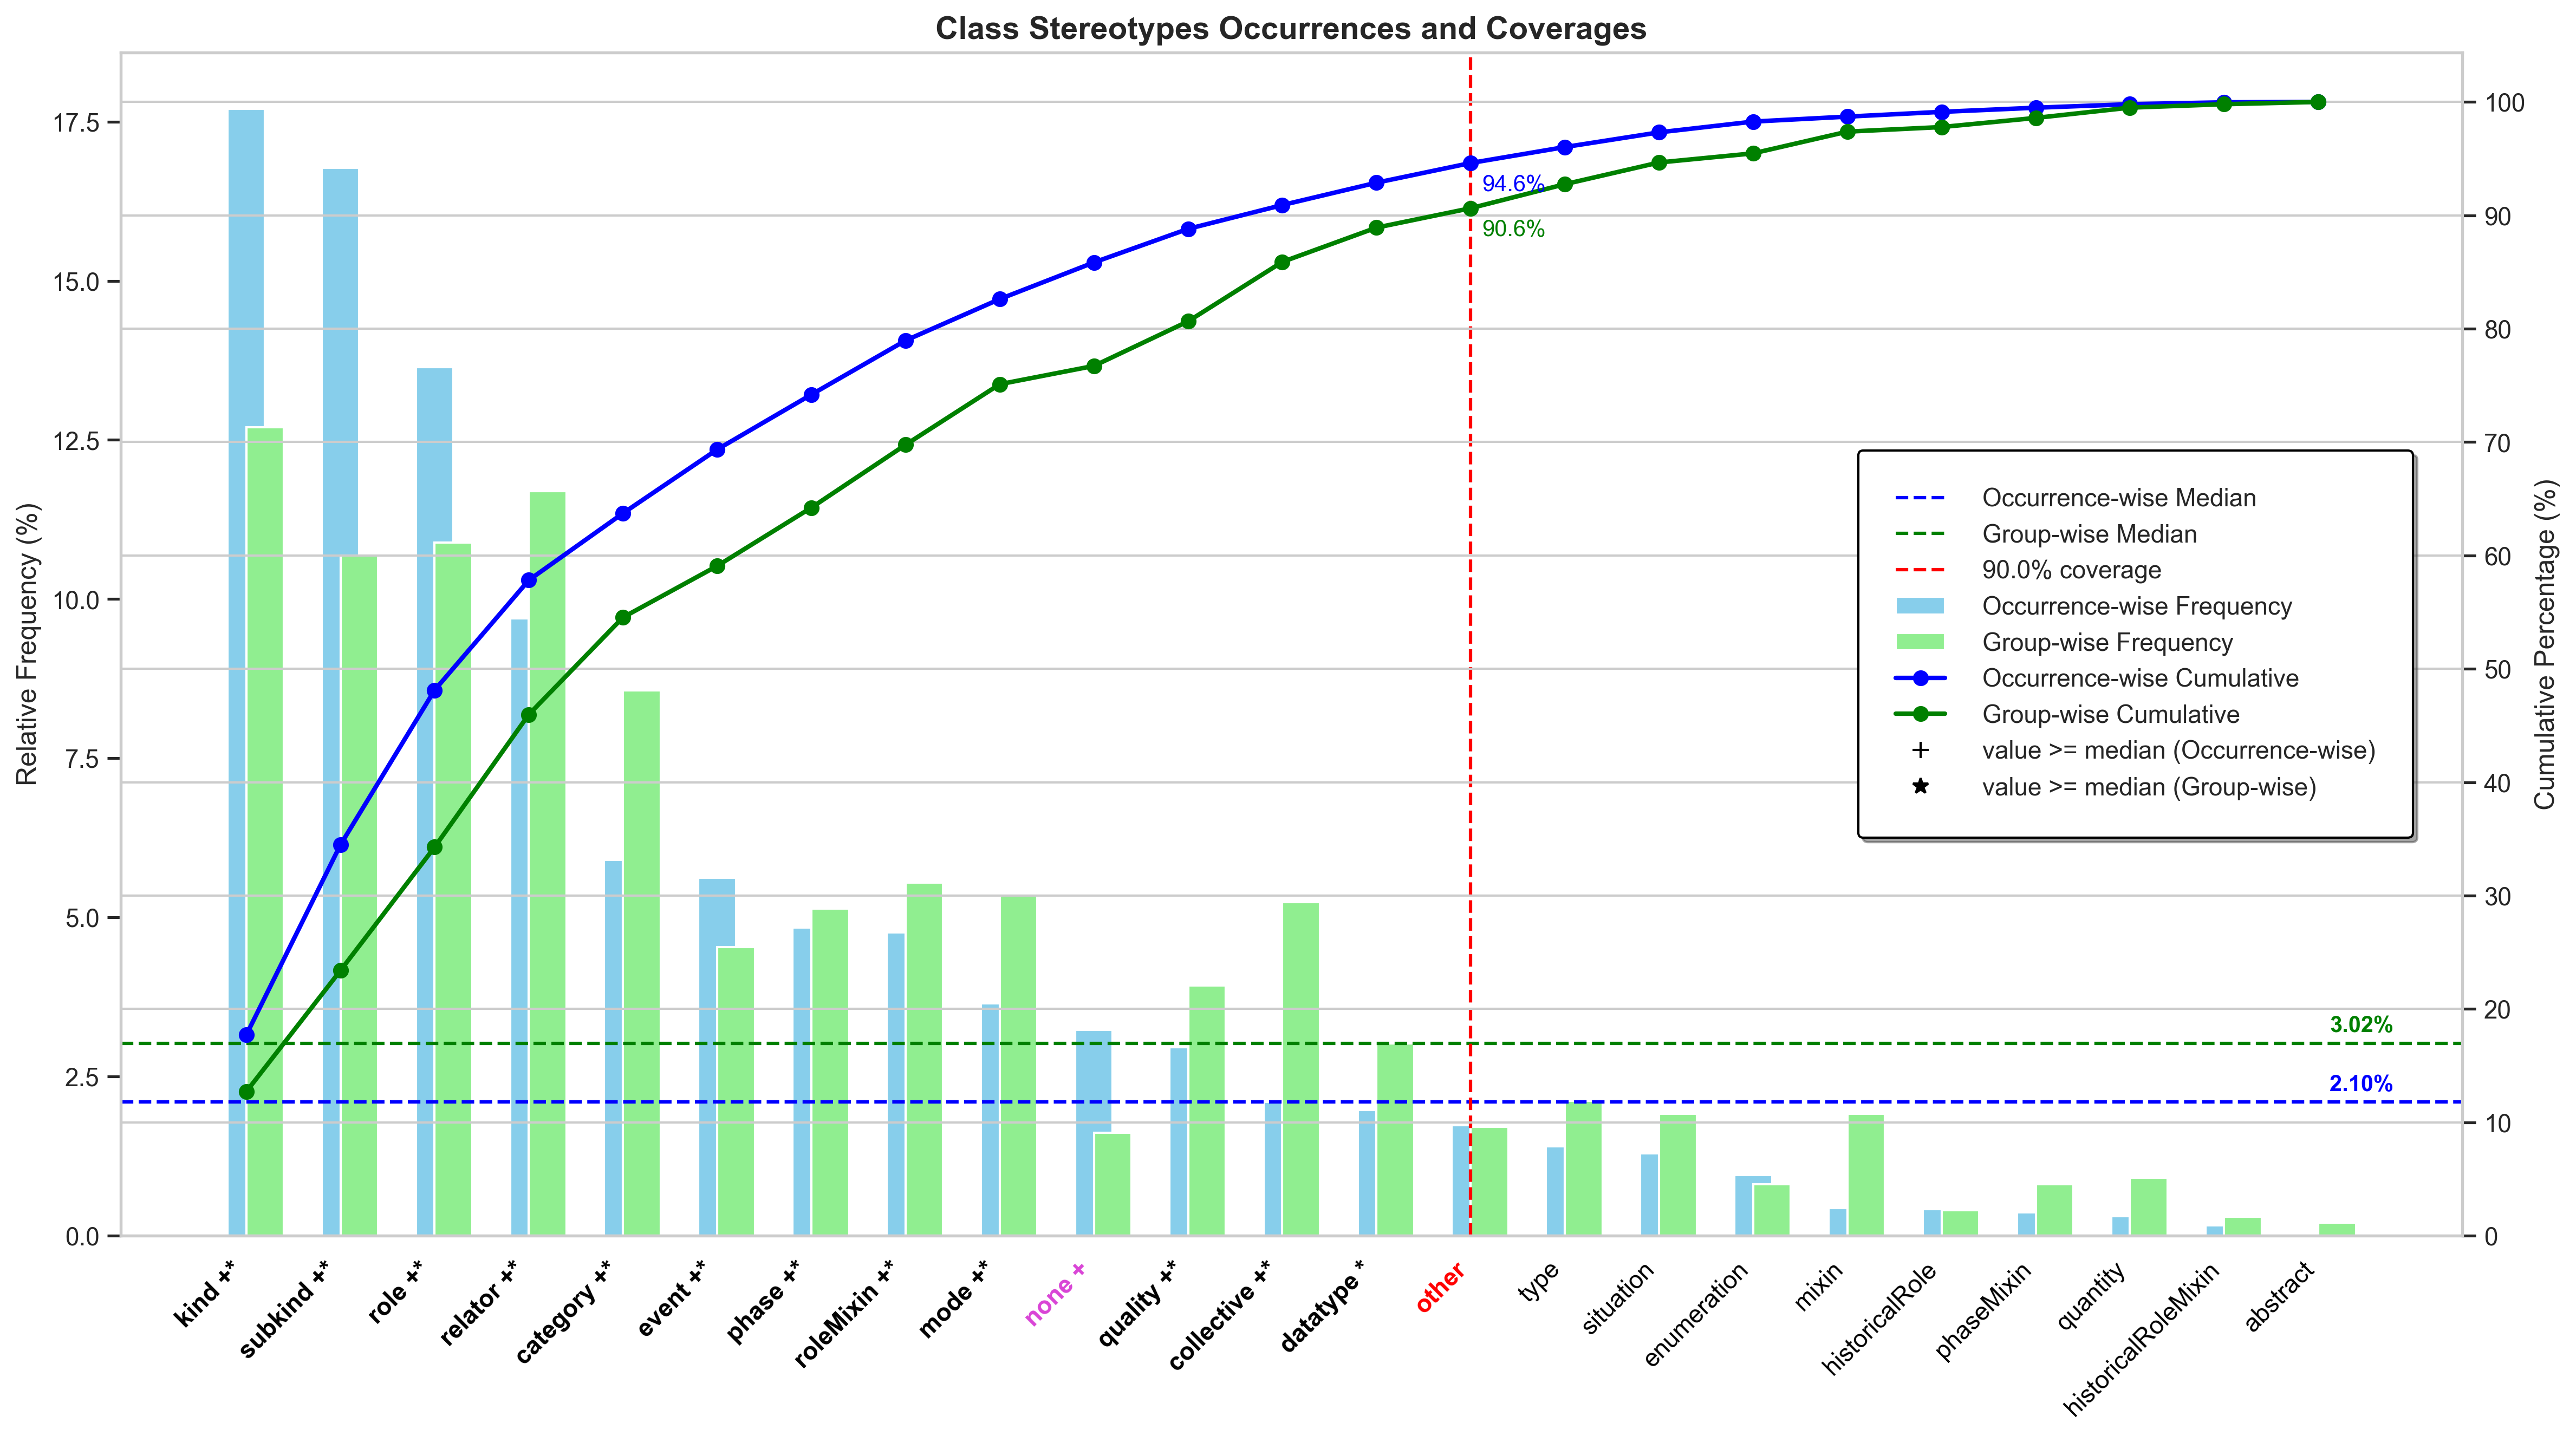 Class Stereotypes Occurrences and Coverages
Relative Frequency (%)
17.5
15.0
12.5
10.0
7.5
5.0
2.5
0.0
100
90
80
70
60
50
40
30
20
10
0
Cumulative Percentage (%)
94.6%
90.6%
Occurrence-wise Median
Group-wise Median
90.0% coverage
Occurrence-wise Frequency
Group-wise Frequency
Occurrence-wise Cumulative
Group-wise Cumulative
+ value >= median (Occurrence-wise)
★ value >= median (Group-wise)
3.02%
2.10%
kind +*
subkind +*
role +*
relator +*
category +*
event +*
phase +*
roleMixin +*
mode +*
none +
quality +*
collective +*
datatype *
other
type
situation
enumeration
mixin
historicalRole
phaseMixin
quantity
historicalRoleMixin
abstract